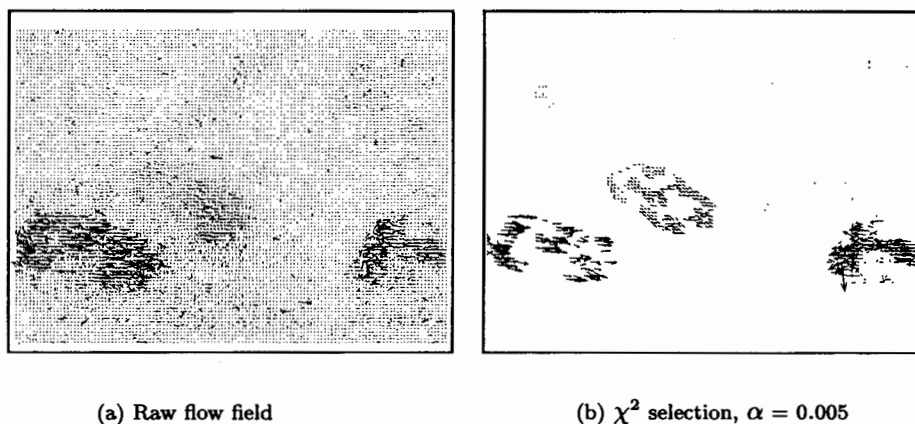 (a) Raw flow field
(b) χ² selection, α = 0.005